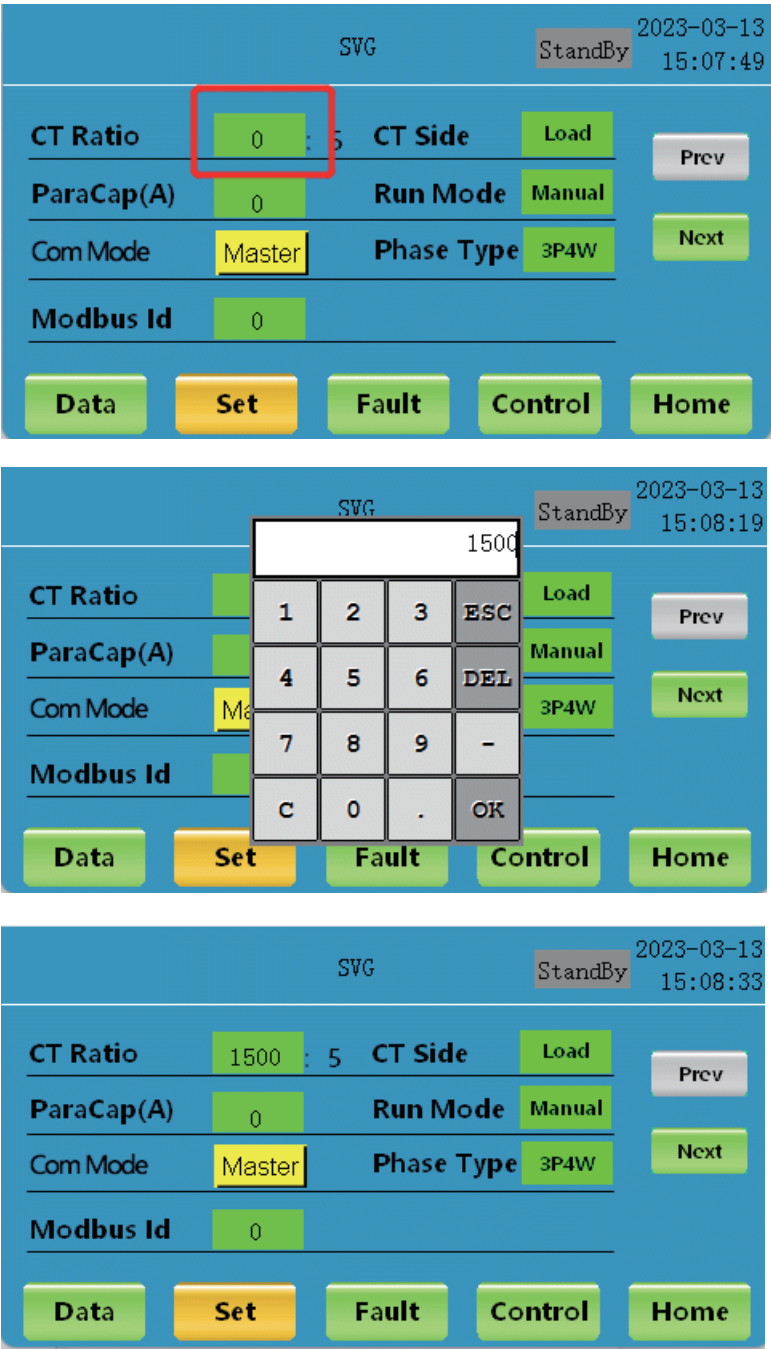 SVG StandBy 2023-03-13
15:07:49
CT Ratio 0 : 5 CT Side Load Prev
ParaCap(A) 0 Run Mode Manual
Com Mode Master Phase Type 3P4W Next
Modbus Id 0
Data Set Fault Control Home
SVG StandBy 2023-03-13
15:08:19
1500
CT Ratio Load Prev
1 2 3 ESC
ParaCap(A) Manual
4 5 6 DEL
Com Mode Ma 3P4W Next
7 8 9 -
Modbus Id
C 0 . OK
Data Set Fault Control Home
SVG StandBy 2023-03-13
15:08:33
CT Ratio 1500 : 5 CT Side Load Prev
ParaCap(A) 0 Run Mode Manual
Com Mode Master Phase Type 3P4W Next
Modbus Id 0
Data Set Fault Control Home